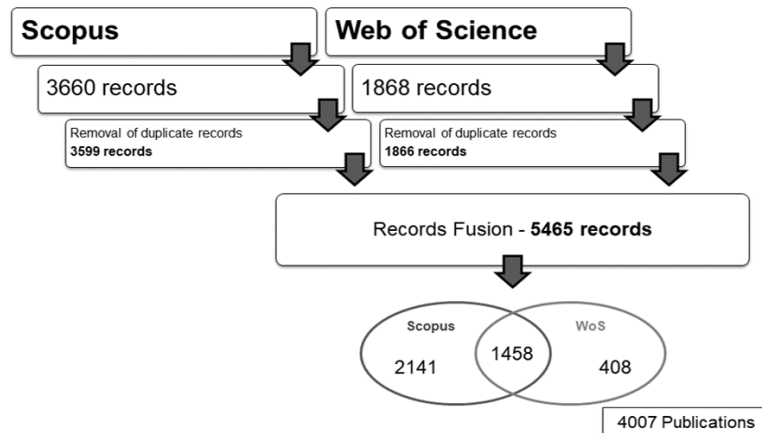 Scopus
Web of Science
3660 records
1868 records
Removal of duplicate records
3599 records
Removal of duplicate records
1866 records
Records Fusion - 5465 records
Scopus
WoS
2141
1458
408
4007 Publications